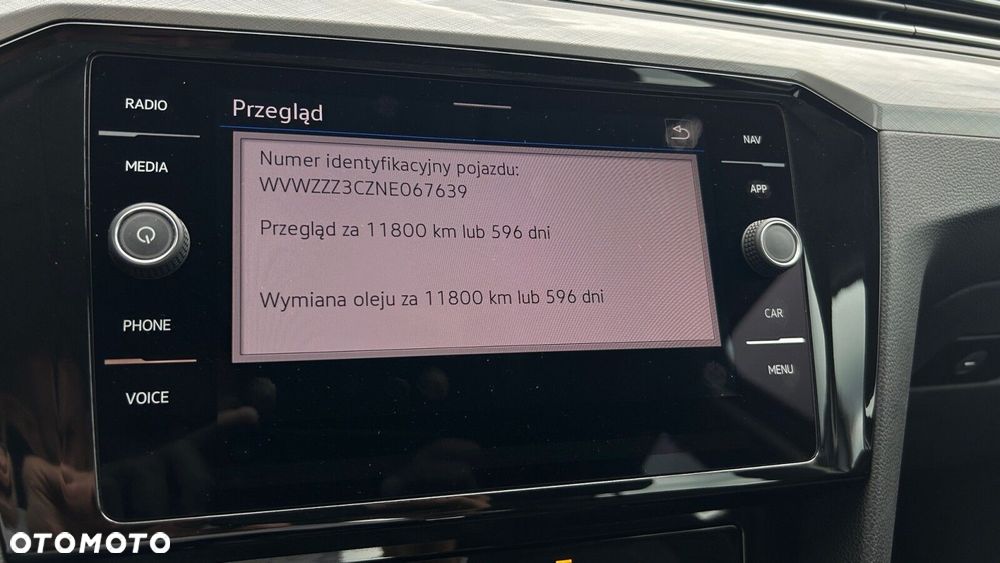 RADIO
MEDIA
PHONE
VOICE
Przegląd
Numer identyfikacyjny pojazdu:
WVWZZZ3CZNE067639
Przegląd za 11800 km lub 596 dni
Wymiana oleju za 11800 km lub 596 dni
NAV
APP
CAR
MENU
OTOMOTO